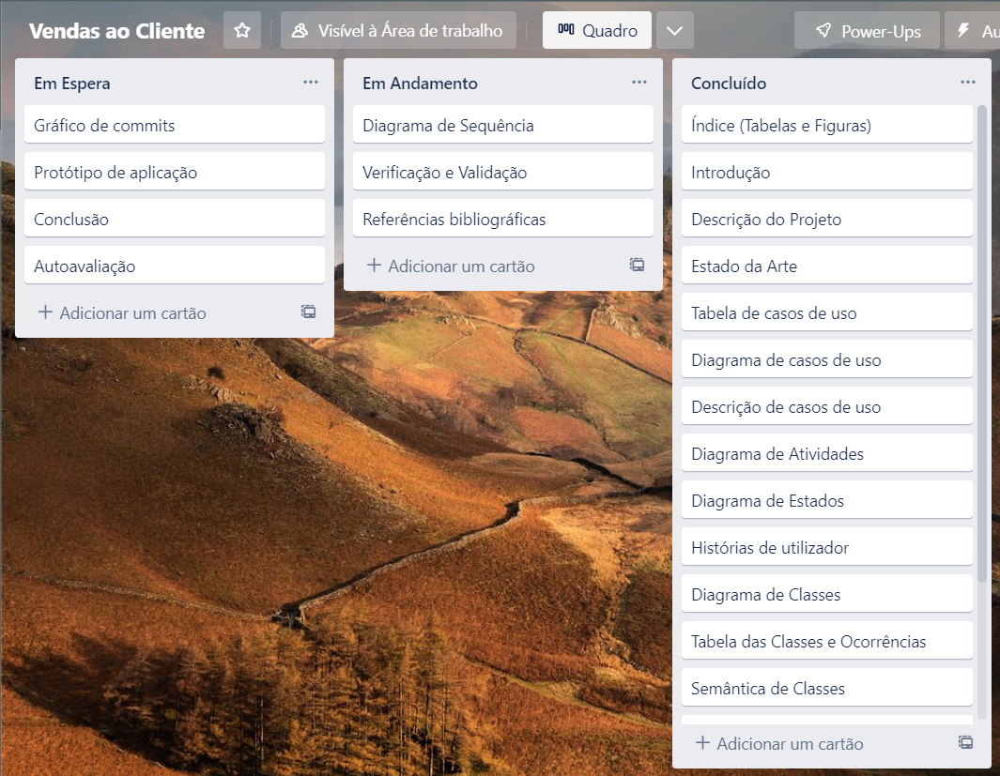 Vendas ao Cliente
Visível à Área de trabalho
Quadro
Power-Ups
Au
Em Espera
Gráfico de commits
Protótipo de aplicação
Conclusão
Autoavaliação
+ Adicionar um cartão
Em Andamento
Diagrama de Sequência
Verificação e Validação
Referências bibliográficas
+ Adicionar um cartão
Concluído
Índice (Tabelas e Figuras)
Introdução
Descrição do Projeto
Estado da Arte
Tabela de casos de uso
Diagrama de casos de uso
Descrição de casos de uso
Diagrama de Atividades
Diagrama de Estados
Histórias de utilizador
Diagrama de Classes
Tabela das Classes e Ocorrências
Semântica de Classes
+ Adicionar um cartão